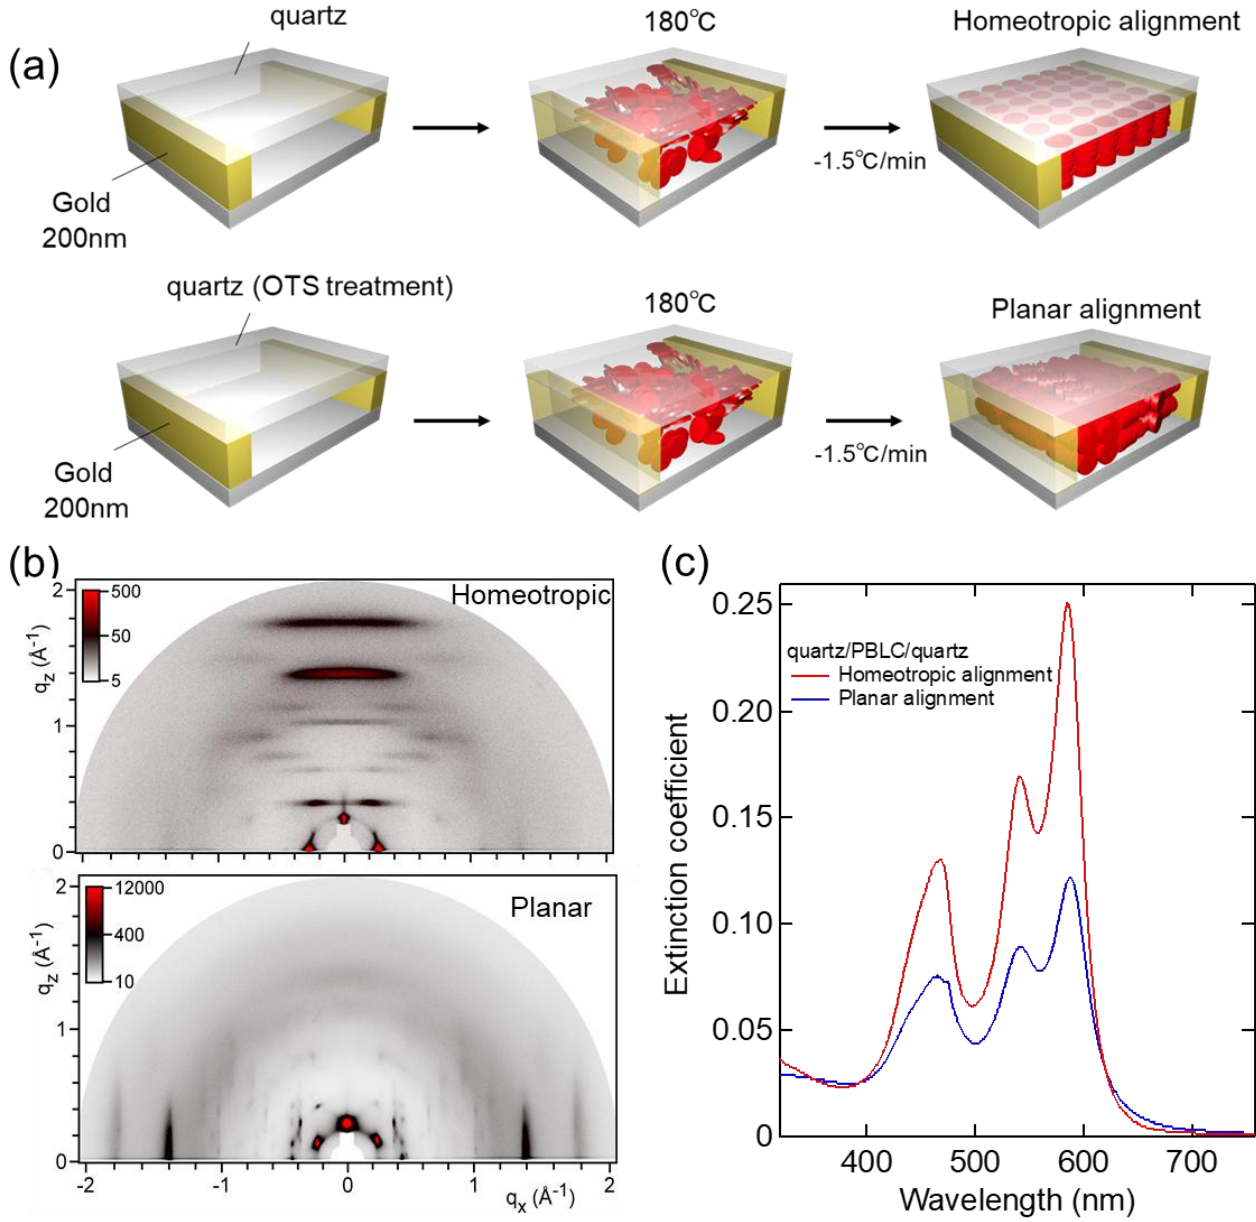 (a)
quartz
180℃
Homeotropic alignment
-1.5℃/min
Gold
200nm
quartz (OTS treatment)
180℃
Planar alignment
-1.5℃/min
Gold
200nm
(b)
Homeotropic
500
50
5
2
1
0
qz (Å-1)
Planar
12000
400
10
2
1
0
qz (Å-1)
-2
-1
0
1
2
qx (Å-1)
(c)
quartz/PBLC/quartz
Homeotropic alignment
Planar alignment
0.25
0.20
0.15
0.10
0.05
0
Extinction coefficient
400
500
600
700
Wavelength (nm)